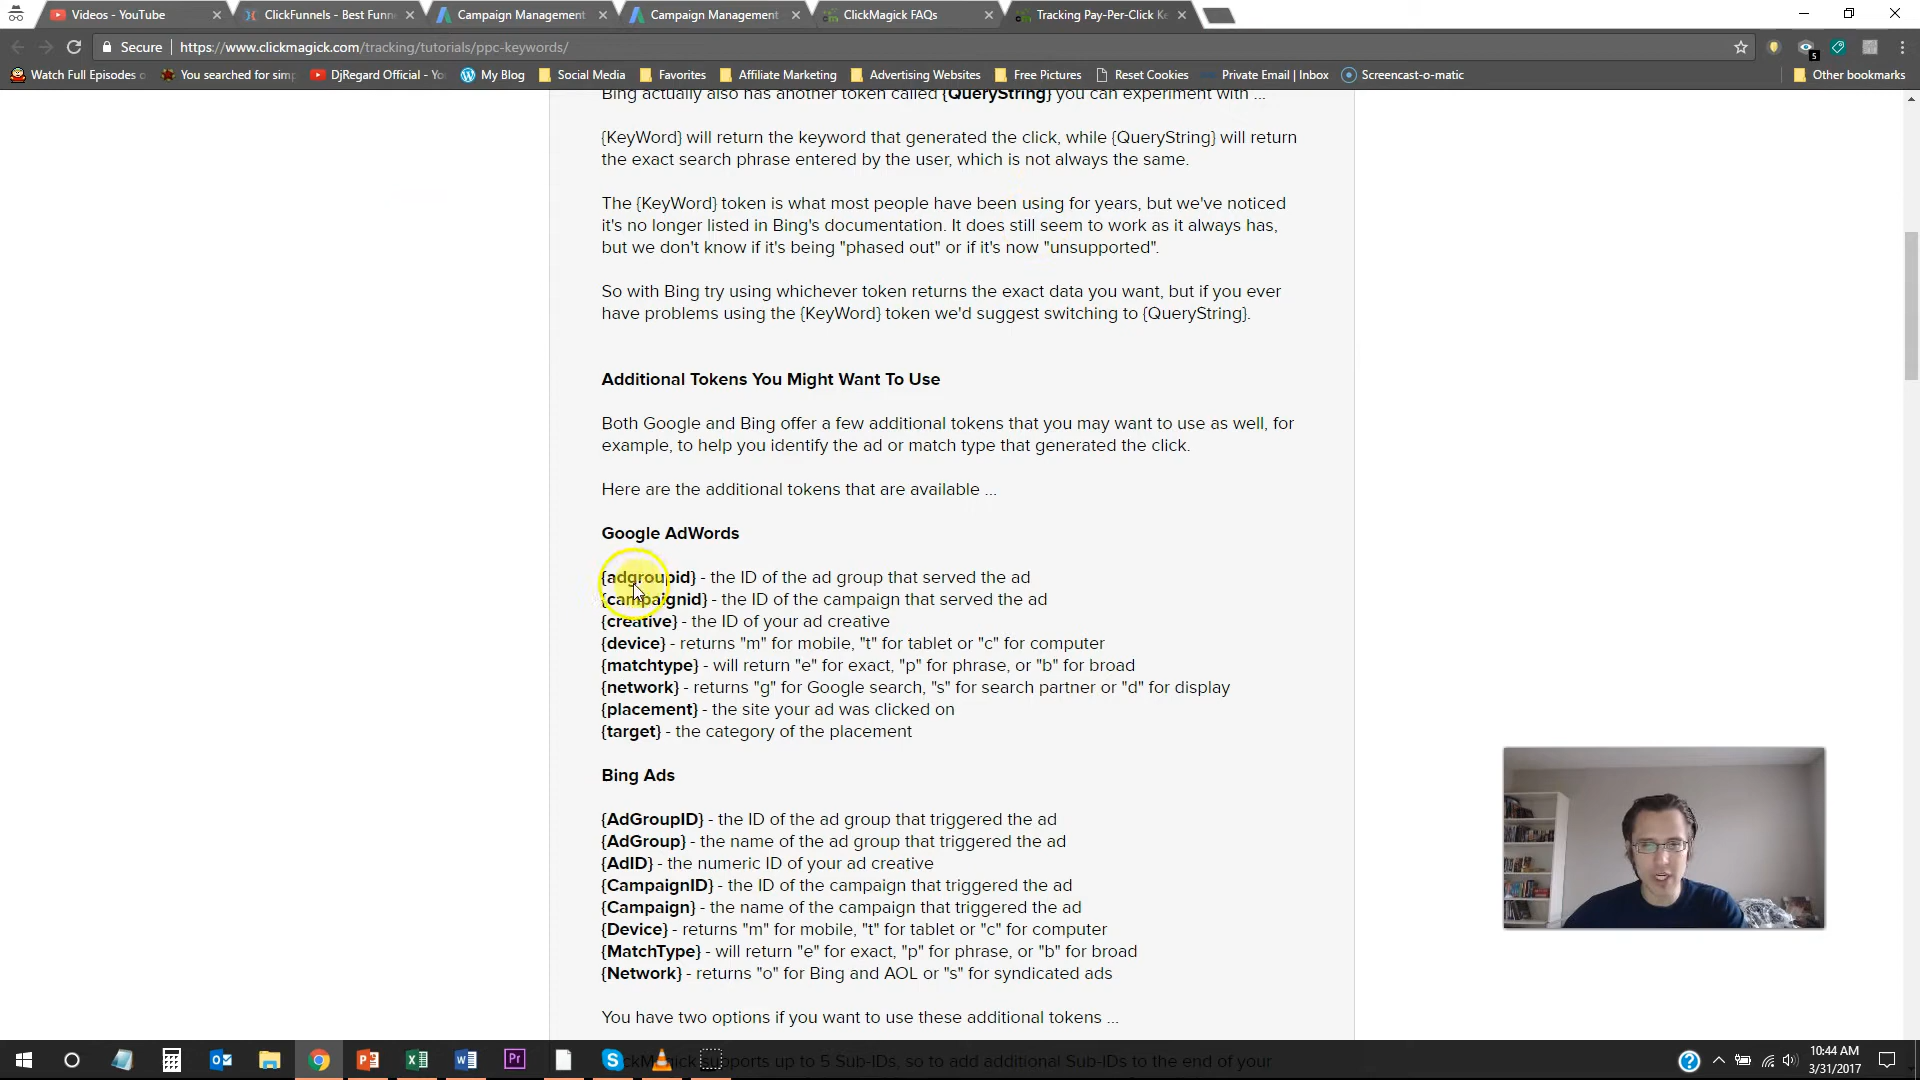 Videos - YouTube
ClickFunnels - Best Funn
Campaign Management
Campaign Management
ClickMagick FAQs
Tracking Pay-Per-Click Ke
Secure
https://www.clickmagick.com/tracking/tutorials/ppc-keywords/
5
Watch Full Episodes o
You searched for simp
DjRegard Official - Yo
My Blog
Social Media
Favorites
Affiliate Marketing
Advertising Websites
Free Pictures
Reset Cookies
Private Email | Inbox
Screencast-o-matic
Other bookmarks
Bing actually also has another token called {QueryString} you can experiment with ...
{KeyWord} will return the keyword that generated the click, while {QueryString} will return
the exact search phrase entered by the user, which is not always the same.
The {KeyWord} token is what most people have been using for years, but we've noticed
it's no longer listed in Bing's documentation. It does still seem to work as it always has,
but we don't know if it's being "phased out" or if it's now "unsupported".
So with Bing try using whichever token returns the exact data you want, but if you ever
have problems using the {KeyWord} token we'd suggest switching to {QueryString}.
Additional Tokens You Might Want To Use
Both Google and Bing offer a few additional tokens that you may want to use as well, for
example, to help you identify the ad or match type that generated the click.
Here are the additional tokens that are available ...
Google AdWords
{adgroupid} - the ID of the ad group that served the ad
{campaignid} - the ID of the campaign that served the ad
{creative} - the ID of your ad creative
{device} - returns "m" for mobile, "t" for tablet or "c" for computer
{matchtype} - will return "e" for exact, "p" for phrase, or "b" for broad
{network} - returns "g" for Google search, "s" for search partner or "d" for display
{placement} - the site your ad was clicked on
{target} - the category of the placement
Bing Ads
{AdGroupID} - the ID of the ad group that triggered the ad
{AdGroup} - the name of the ad group that triggered the ad
{AdID} - the numeric ID of your ad creative
{CampaignID} - the ID of the campaign that triggered the ad
{Campaign} - the name of the campaign that triggered the ad
{Device} - returns "m" for mobile, "t" for tablet or "c" for computer
{MatchType} - will return "e" for exact, "p" for phrase, or "b" for broad
{Network} - returns "o" for Bing and AOL or "s" for syndicated ads
You have two options if you want to use these additional tokens ...
ckMagick supports up to 5 Sub-IDs, so to add additional Sub-IDs to the end of your
10:44 AM
3/31/2017